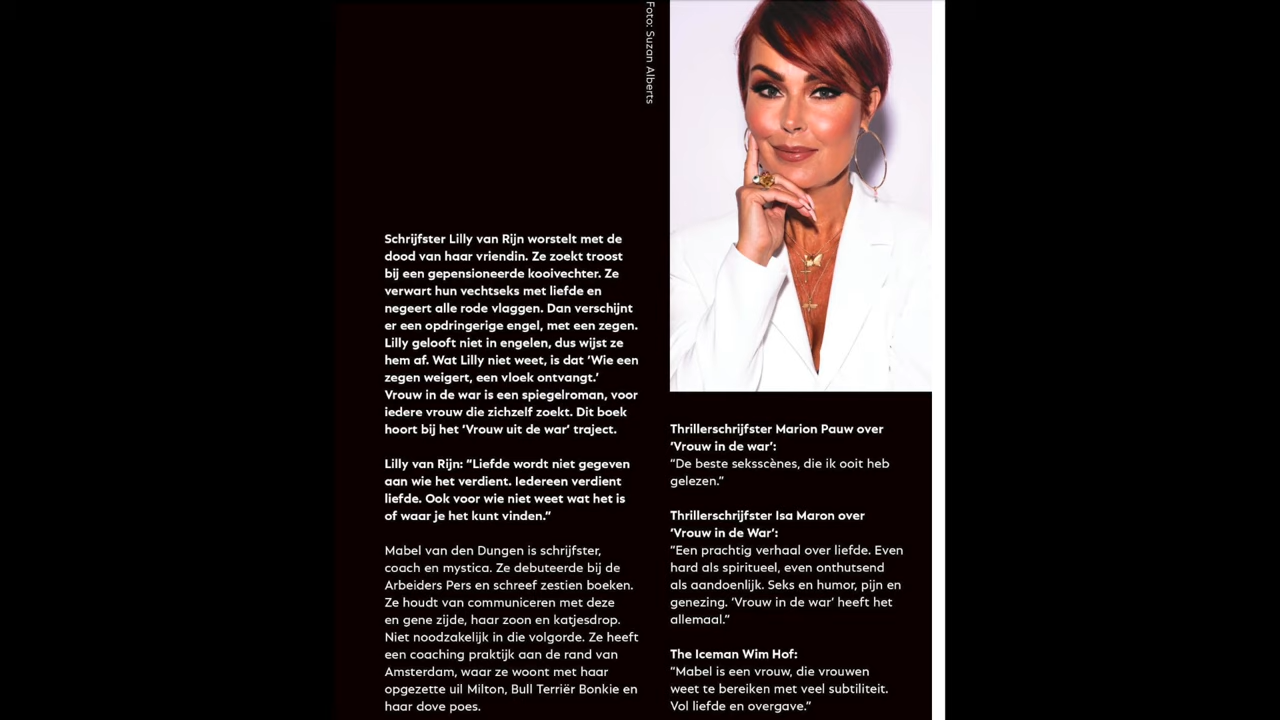 Foto: Suzan Alberts
Schrijfster Lilly van Rijn worstelt met de
dood van haar vriendin. Ze zoekt troost
bij een gepensioneerde kooivechter. Ze
verwart hun vechtseks met liefde en
negeert alle rode vlaggen. Dan verschijnt
er een opdringerige engel, met een zegen.
Lilly gelooft niet in engelen, dus wijst ze
hem af. Wat Lilly niet weet, is dat ‘Wie een
zegen weigert, een vloek ontvangt.’
Vrouw in de war is een spiegelroman, voor
iedere vrouw die zichzelf zoekt. Dit boek
hoort bij het ‘Vrouw uit de war’ traject.
Lilly van Rijn: “Liefde wordt niet gegeven
aan wie het verdient. Iedereen verdient
liefde. Ook voor wie niet weet wat het is
of waar je het kunt vinden.”
Mabel van den Dungen is schrijfster,
coach en mystica. Ze debuteerde bij de
Arbeiders Pers en schreef zestien boeken.
Ze houdt van communiceren met deze
en gene zijde, haar zoon en katjesdrop.
Niet noodzakelijk in die volgorde. Ze heeft
een coaching praktijk aan de rand van
Amsterdam, waar ze woont met haar
opgezette uil Milton, Bull Terriër Bonkie en
haar dove poes.
Thrillerschrijfster Marion Pauw over
‘Vrouw in de war’:
“De beste seksscènes, die ik ooit heb
gelezen.”
Thrillerschrijfster Isa Maron over
‘Vrouw in de War’:
“Een prachtig verhaal over liefde. Even
hard als spiritueel, even onthutsend
als aandoenlijk. Seks en humor, pijn en
genezing. ‘Vrouw in de war’ heeft het
allemaal.”
The Iceman Wim Hof:
“Mabel is een vrouw, die vrouwen
weet te bereiken met veel subtiliteit.
Vol liefde en overgave.”